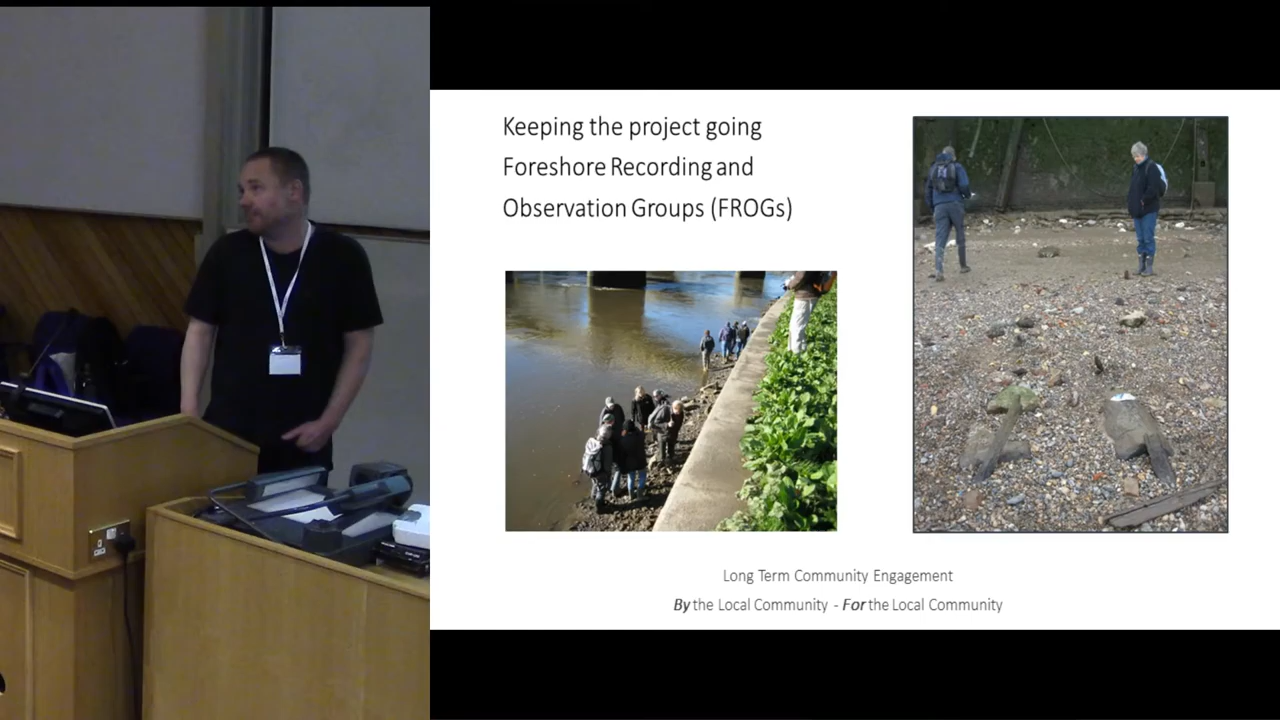 Keeping the project going
Foreshore Recording and
Observation Groups (FROGs)
Long Term Community Engagement
By the Local Community - For the Local Community